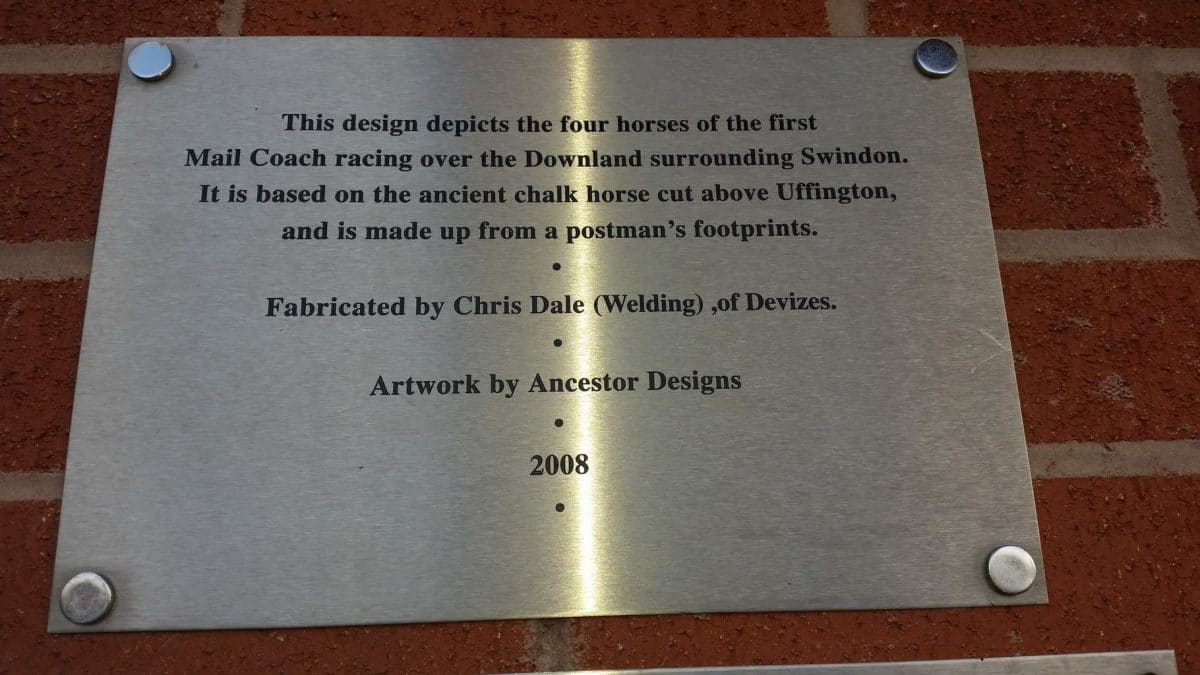 This design depicts the four horses of the first
Mail Coach racing over the Downland surrounding Swindon.
It is based on the ancient chalk horse cut above Uffington,
and is made up from a postman’s footprints.
•
Fabricated by Chris Dale (Welding) ,of Devizes.
•
Artwork by Ancestor Designs
•
2008
•